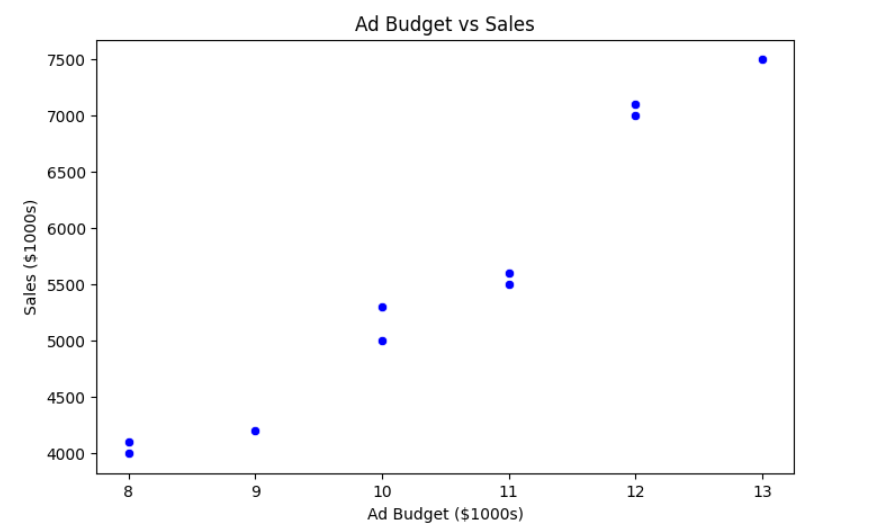 Ad Budget vs Sales
7500
7000
6500
6000
5500
5000
4500
4000
Sales ($1000s)
8 9 10 11 12 13
Ad Budget ($1000s)